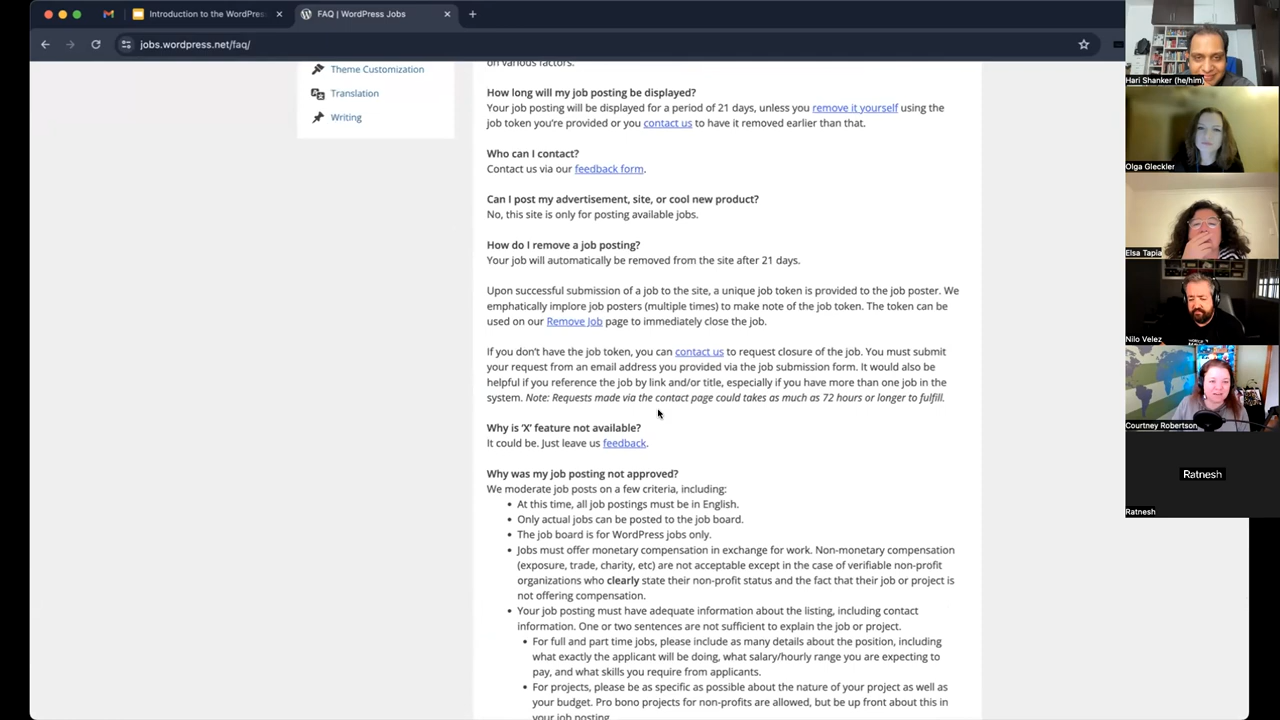 Introduction to the WordPres
FAQ | WordPress Jobs
jobs.wordpress.net/faq/
Theme Customization
Translation
Writing
on various factors.
How long will my job posting be displayed?
Your job posting will be displayed for a period of 21 days, unless you remove it yourself using the
job token you're provided or you contact us to have it removed earlier than that.
Who can I contact?
Contact us via our feedback form.
Can I post my advertisement, site, or cool new product?
No, this site is only for posting available jobs.
How do I remove a job posting?
Your job will automatically be removed from the site after 21 days.
Upon successful submission of a job to the site, a unique job token is provided to the job poster. We
emphatically implore job posters (multiple times) to make note of the job token. The token can be
used on our Remove Job page to immediately close the job.
If you don't have the job token, you can contact us to request closure of the job. You must submit
your request from an email address you provided via the job submission form. It would also be
helpful if you reference the job by link and/or title, especially if you have more than one job in the
system. Note: Requests made via the contact page could takes as much as 72 hours or longer to fulfill.
Why is 'X' feature not available?
It could be. Just leave us feedback.
Why was my job posting not approved?
We moderate job posts on a few criteria, including:
• At this time, all job postings must be in English.
• Only actual jobs can be posted to the job board.
• The job board is for WordPress jobs only.
• Jobs must offer monetary compensation in exchange for work. Non-monetary compensation
(exposure, trade, charity, etc) are not acceptable except in the case of verifiable non-profit
organizations who clearly state their non-profit status and the fact that their job or project is
not offering compensation.
• Your job posting must have adequate information about the listing, including contact
information. One or two sentences are not sufficient to explain the job or project.
• For full and part time jobs, please include as many details about the position, including
what exactly the applicant will be doing, what salary/hourly range you are expecting to
pay, and what skills you require from applicants.
• For projects, please be as specific as possible about the nature of your project as well as
your budget. Pro bono projects for non-profits are allowed, but be up front about this in
your job posting.
Hari Shanker (he/him)
Olga Gleckler
Elsa Tapia
Nilo Velez
Courtney Robertson
Ratnesh
Ratnesh